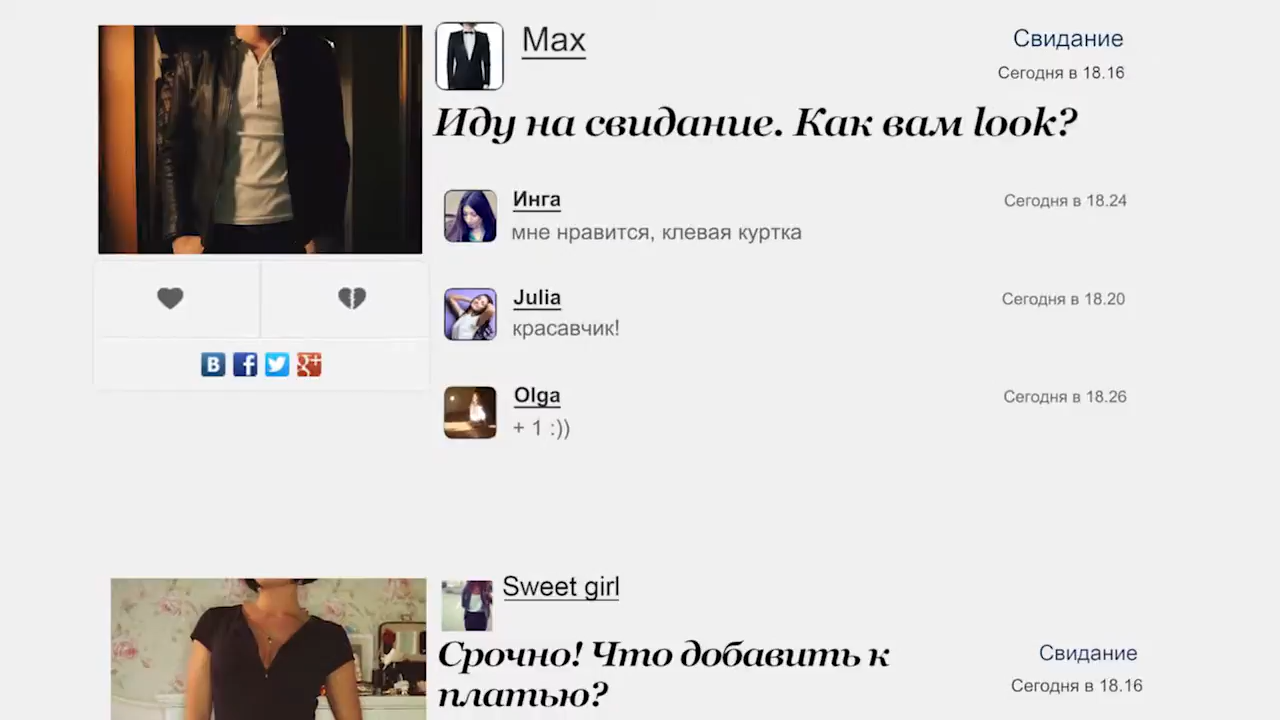 Max
Свидание
Сегодня в 18.16
Иду на свидание. Как вам look?
Инга
Сегодня в 18.24
мне нравится, клевая куртка
Julia
Сегодня в 18.20
красавчик!
Olga
Сегодня в 18.26
+ 1 :))
B f g+
Sweet girl
Срочно! Что добавить к
платью?
Свидание
Сегодня в 18.16